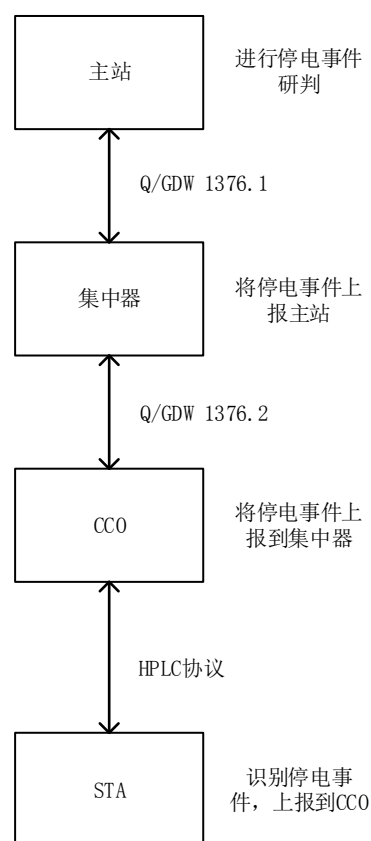 主站
进行停电事件
研判
Q/GDW 1376.1
集中器
将停电事件上
报主站
Q/GDW 1376.2
CCO
将停电事件上
报到集中器
HPLC协议
STA
识别停电事
件，上报到CCO